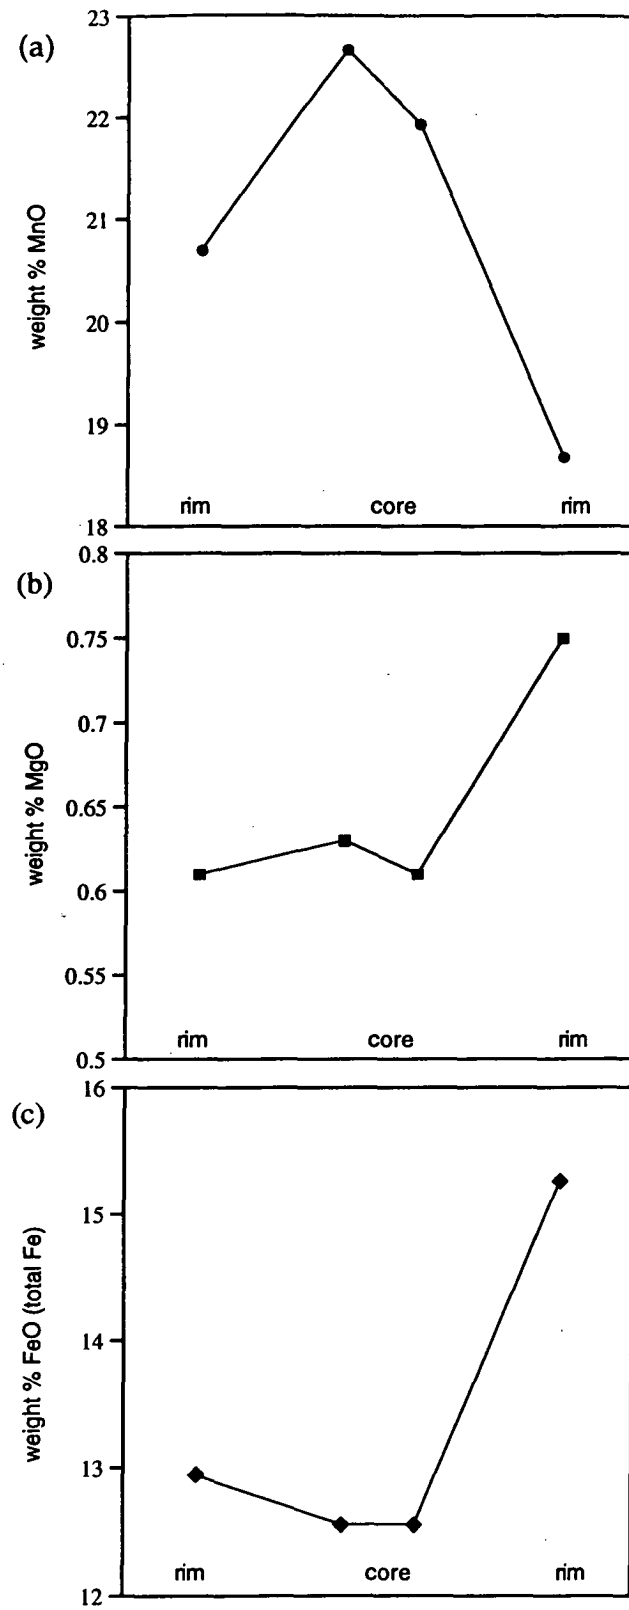 (a)
weight % MnO
23
22
21
20
19
18
rim core rim
(b)
weight % MgO
0.8
0.75
0.7
0.65
0.6
0.55
0.5
rim core rim
(c)
weight % FeO (total Fe)
16
15
14
13
12
rim core rim